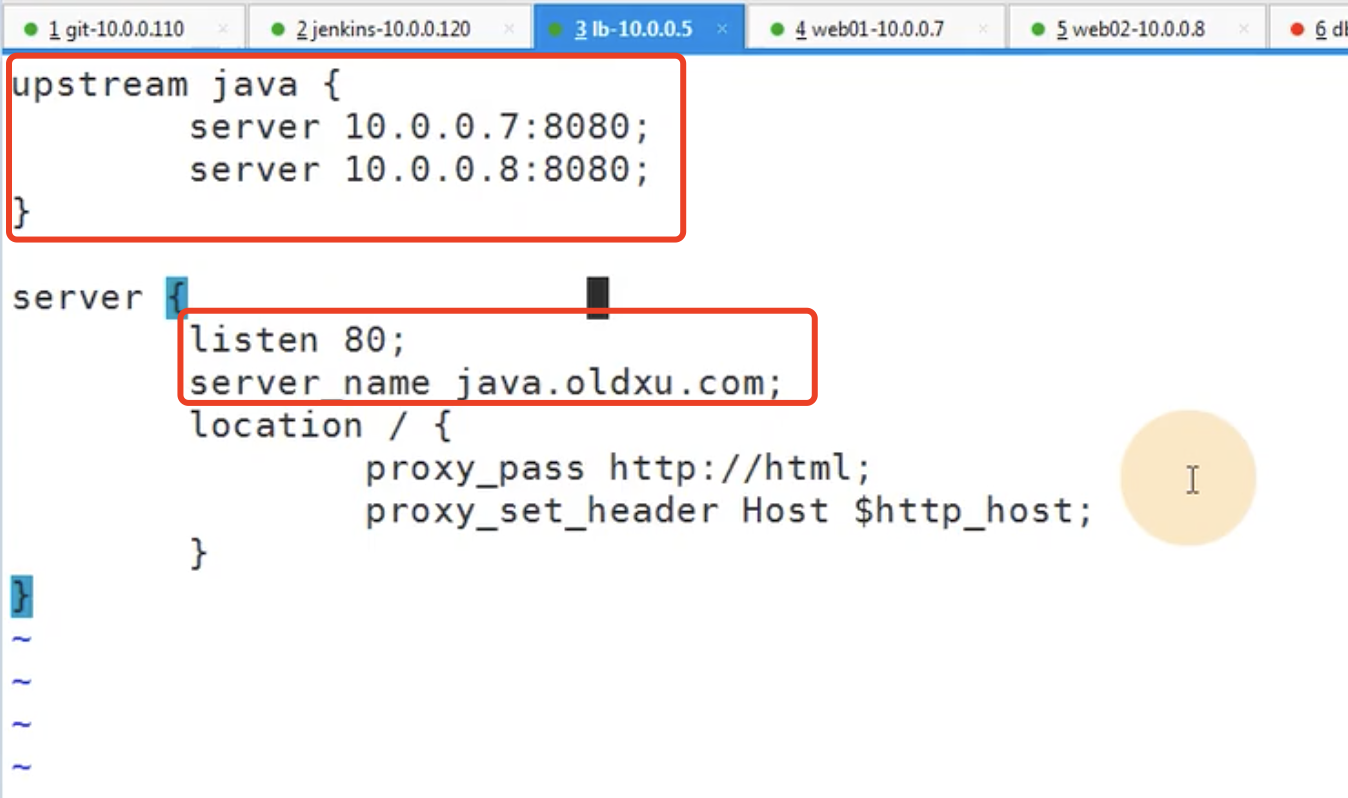 1 git-10.0.0.110 × 2 jenkins-10.0.0.120 × 3 lb-10.0.0.5 × 4 web01-10.0.0.7 × 5 web02-10.0.0.8 × 6
upstream java {
        server 10.0.0.7:8080;
        server 10.0.0.8:8080;
}
server {
        listen 80;
        server_name java.oldxu.com;
        location / {
                proxy_pass http://html;
                proxy_set_header Host $http_host;
        }
}
~
~
~
~